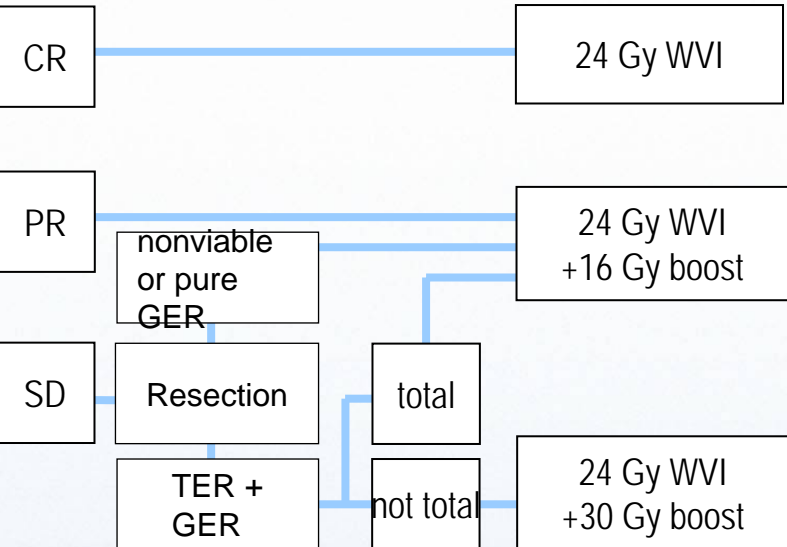 CR
24 Gy WVI
PR
24 Gy WVI
+16 Gy boost
nonviable
or pure
GER
SD
Resection
total
TER +
GER
not total
24 Gy WVI
+30 Gy boost